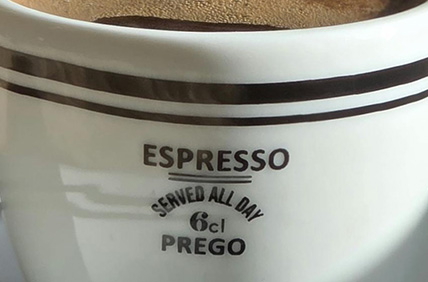 ESPRESSO
SERVED ALL DAY
6cl
PREGO